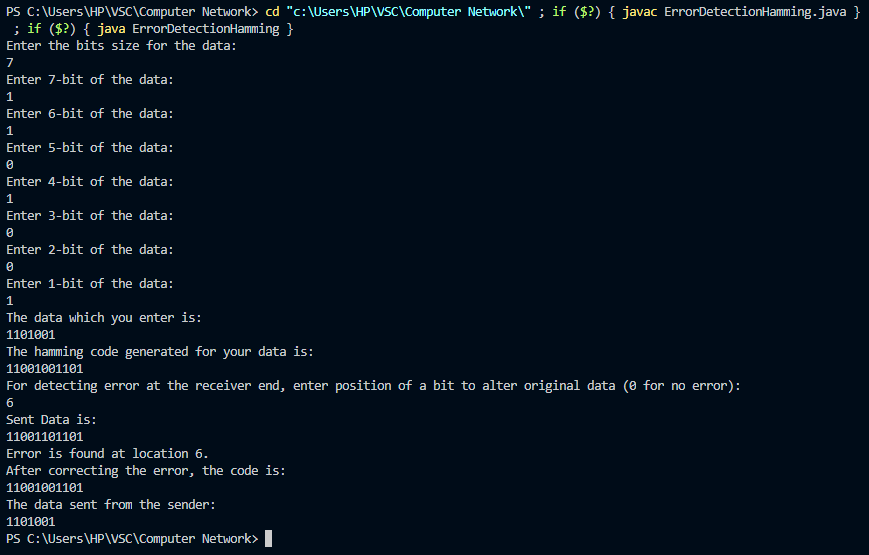 PS C:\Users\HP\VSC\Computer Network> cd "c:\Users\HP\VSC\Computer Network\" ; if ($?) { javac ErrorDetectionHamming.java }
 ; if ($?) { java ErrorDetectionHamming }
Enter the bits size for the data:
7
Enter 7-bit of the data:
1
Enter 6-bit of the data:
1
Enter 5-bit of the data:
0
Enter 4-bit of the data:
1
Enter 3-bit of the data:
0
Enter 2-bit of the data:
0
Enter 1-bit of the data:
1
The data which you enter is:
1101001
The hamming code generated for your data is:
11001001101
For detecting error at the receiver end, enter position of a bit to alter original data (0 for no error):
6
Sent Data is:
11001101101
Error is found at location 6.
After correcting the error, the code is:
11001001101
The data sent from the sender:
1101001
PS C:\Users\HP\VSC\Computer Network>